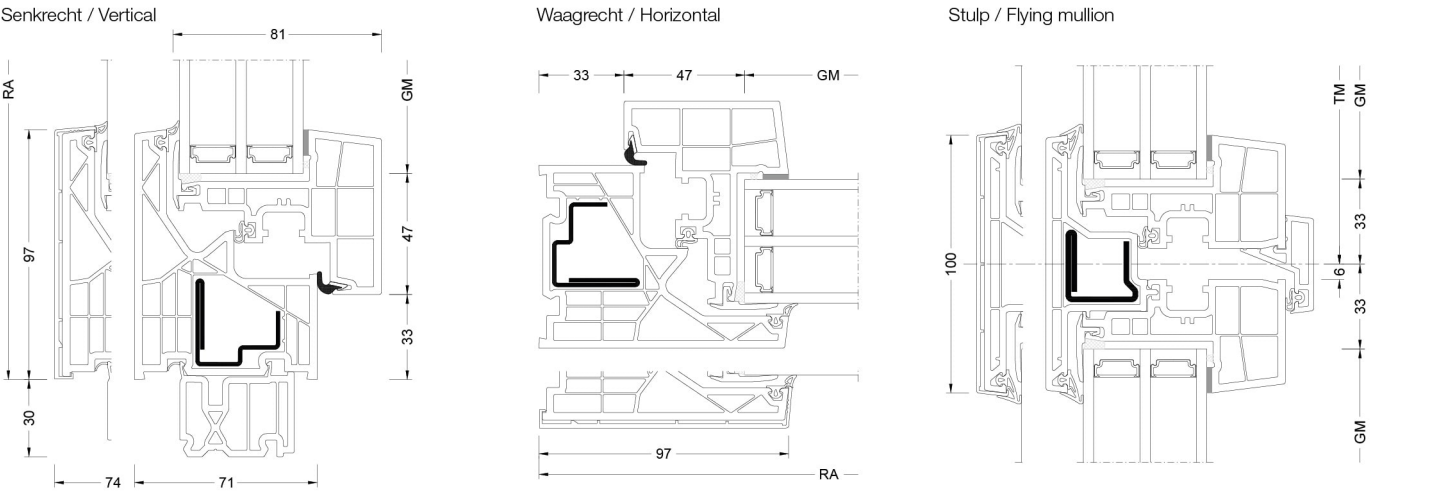 Senkrecht / Vertical
81
RA
GM
97
47
33
30
74
71
Waagrecht / Horizontal
33
47
GM
97
RA
Stulp / Flying mullion
TM
GM
33
100
6
33
GM